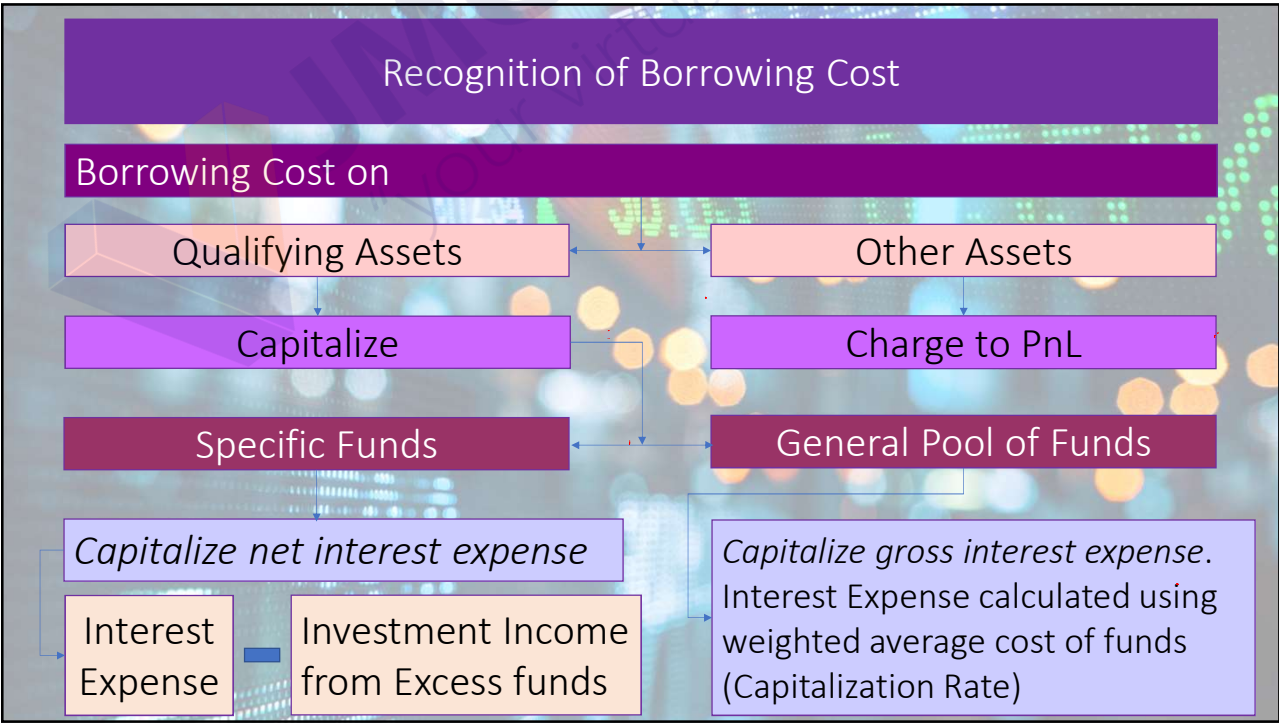 Recognition of Borrowing Cost
Borrowing Cost on
Qualifying Assets
Other Assets
Capitalize
Charge to PnL
Specific Funds
General Pool of Funds
Capitalize net interest expense
Interest
Expense
Investment Income
from Excess funds
Capitalize gross interest expense.
Interest Expense calculated using
weighted average cost of funds
(Capitalization Rate)
"your